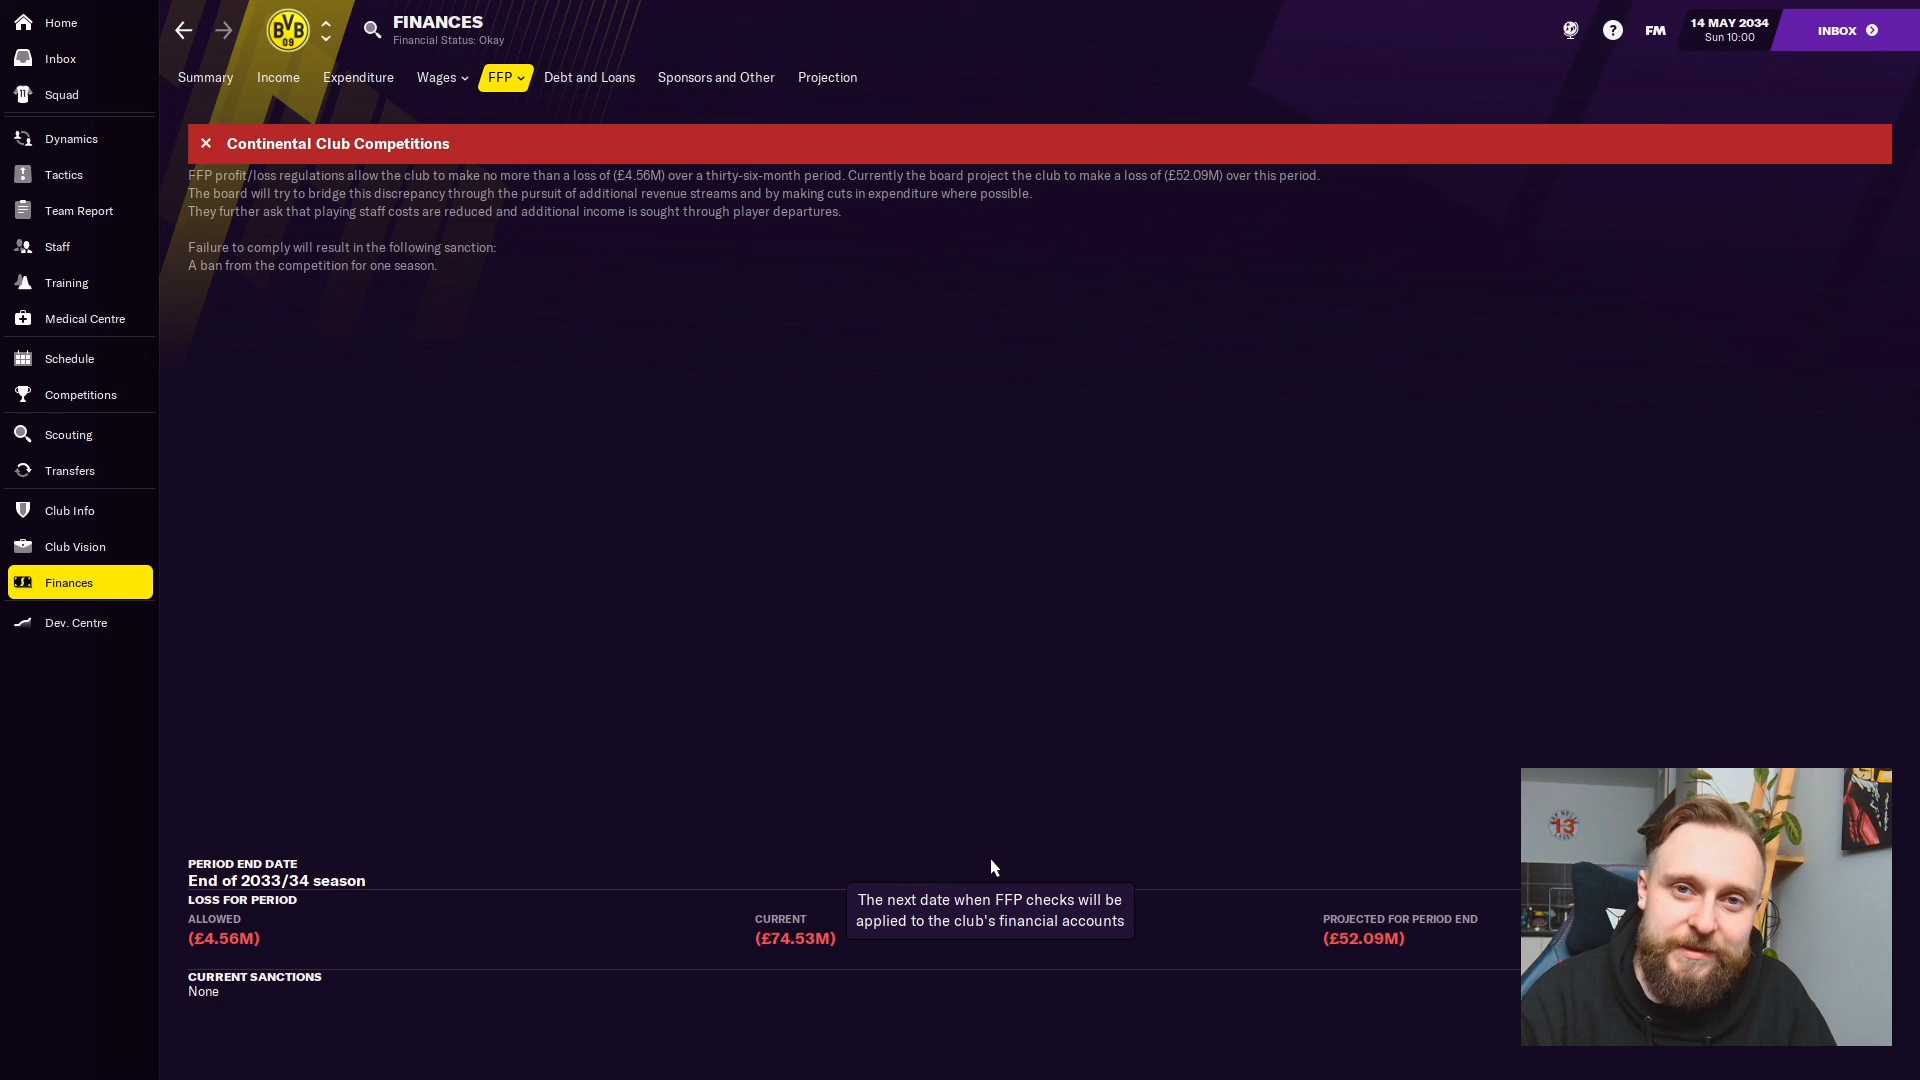 Home
Inbox
Squad
Dynamics
Tactics
Team Report
Staff
Training
Medical Centre
Schedule
Competitions
Scouting
Transfers
Club Info
Club Vision
Finances
Dev. Centre
BVB
09
FINANCES
Financial Status: Okay
?
FM
14 MAY 2034
Sun 10:00
INBOX
Summary
Income
Expenditure
Wages
FFP
Debt and Loans
Sponsors and Other
Projection
Continental Club Competitions
FFP profit/loss regulations allow the club to make no more than a loss of (£4.56M) over a thirty-six-month period. Currently the board project the club to make a loss of (£52.09M) over this period.
The board will try to bridge this discrepancy through the pursuit of additional revenue streams and by making cuts in expenditure where possible.
They further ask that playing staff costs are reduced and additional income is sought through player departures.
Failure to comply will result in the following sanction:
A ban from the competition for one season.
PERIOD END DATE
End of 2033/34 season
LOSS FOR PERIOD
ALLOWED
(£4.56M)
CURRENT
(£74.53M)
The next date when FFP checks will be
applied to the club's financial accounts
PROJECTED FOR PERIOD END
(£52.09M)
CURRENT SANCTIONS
None
13